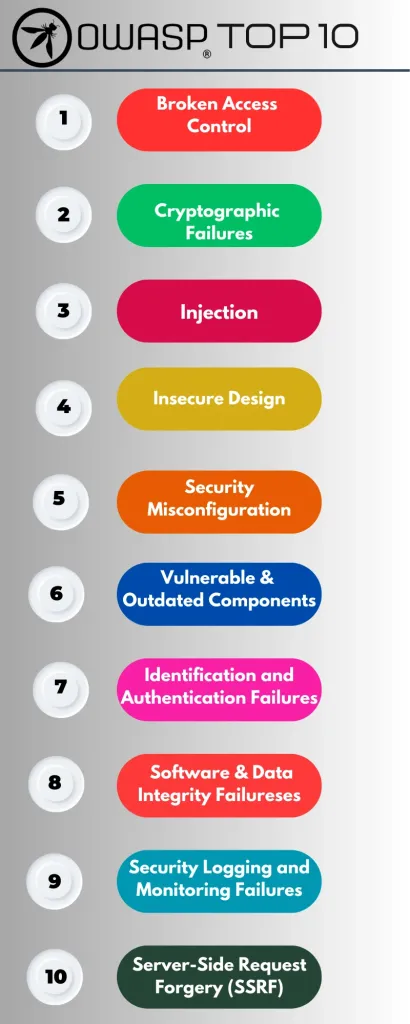 OWASP® TOP 10
1
Broken Access
Control
2
Cryptographic
Failures
3
Injection
4
Insecure Design
5
Security
Misconfiguration
6
Vulnerable &
Outdated Components
7
Identification and
Authentication Failures
8
Software & Data
Integrity Failureses
9
Security Logging and
Monitoring Failures
10
Server-Side Request
Forgery (SSRF)